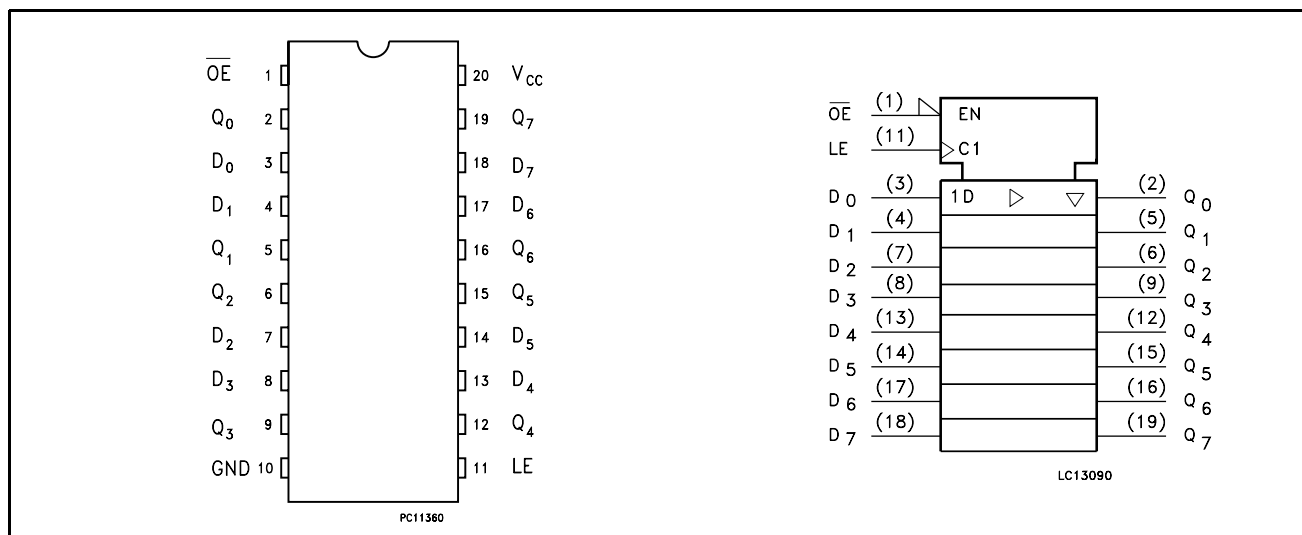 O̅E̅ 1 20 VCC
Q0 2 19 Q7
D0 3 18 D7
D1 4 17 D6
Q1 5 16 Q6
Q2 6 15 Q5
D2 7 14 D5
D3 8 13 D4
Q3 9 12 Q4
GND 10 11 LE
PC11360
O̅E̅ (1) EN
LE (11) C1
D0 (3) 1D (2) Q0
D1 (4) (5) Q1
D2 (7) (6) Q2
D3 (8) (9) Q3
D4 (13) (12) Q4
D5 (14) (15) Q5
D6 (17) (16) Q6
D7 (18) (19) Q7
LC13090